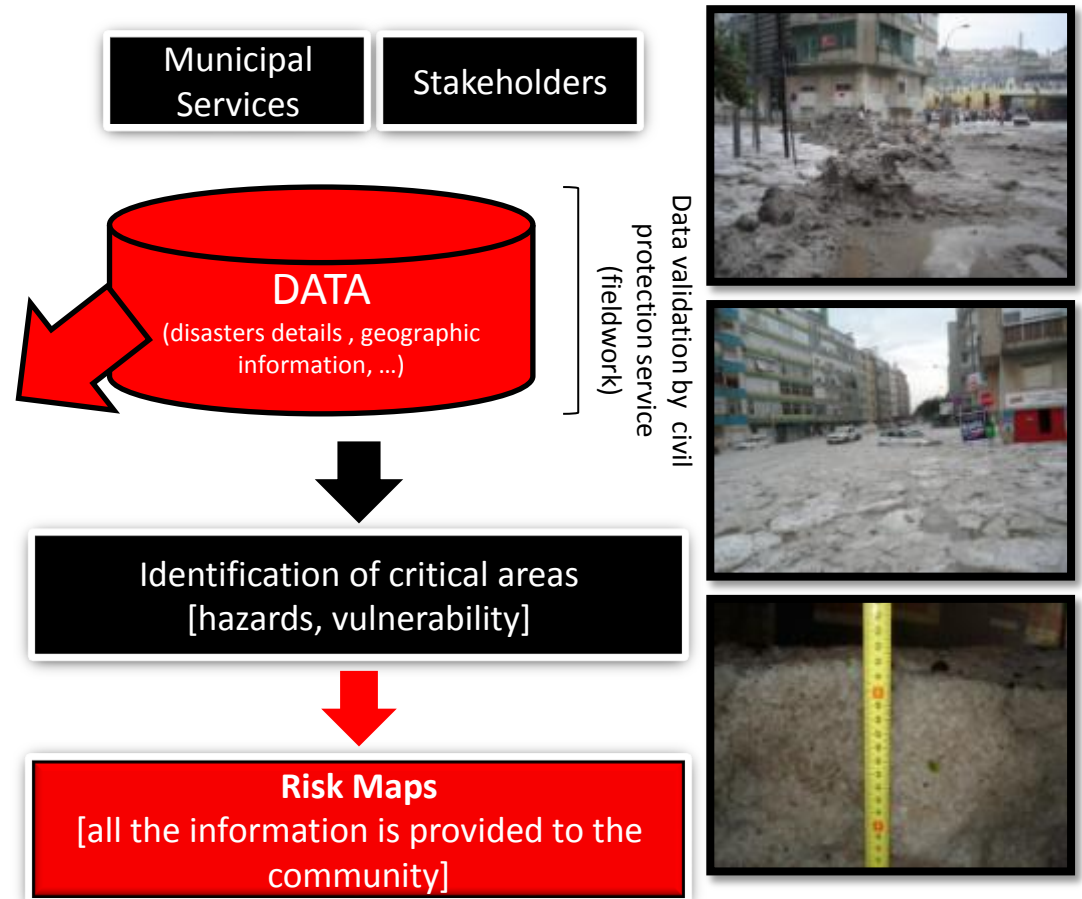 Municipal
Services
Stakeholders
DATA
(disasters details , geographic
information, ...)
Data validation by civil
protection service
(fieldwork)
Identification of critical areas
[hazards, vulnerability]
Risk Maps
[all the information is provided to the
community]